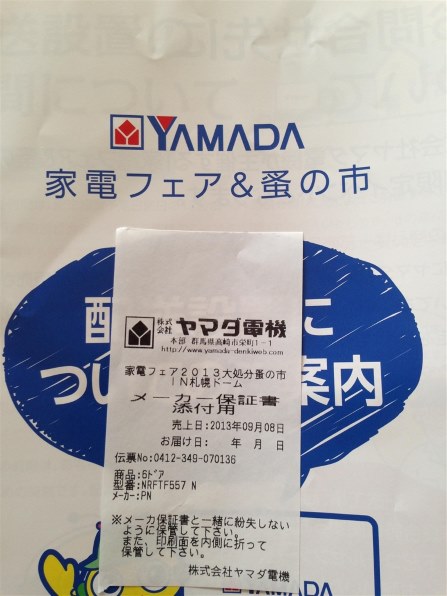 YAMADA
家電フェア&蚤の市
配
に
つい
案内
株式会社 ヤマダ電機
本部 群馬県高崎市栄町1-1
http://www.yamada-denkiweb.com
家電フェア2013大処分蚤の市
IN札幌ドーム
メーカー保証書
添付用
売上日:2013年09月08日
お届け日: 年 月 日
伝票No:0412-349-070136
商品:6ドア
型番:NRFTF557 N
メーカー:PN
※メーカ保証書と一緒に紛失しない
ように保管して下さい。
また、印刷面を内側に折って
保管して下さい。
株式会社ヤマダ電機
YAMADA